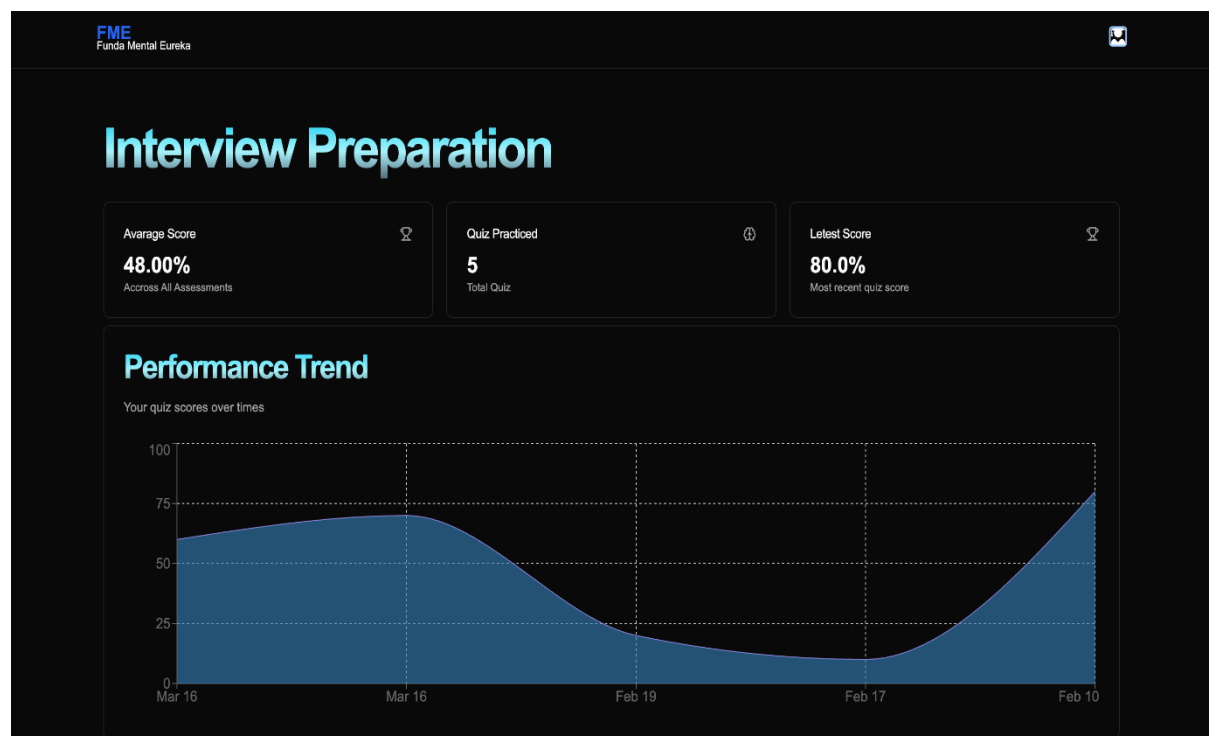 FME
Funda Mental Eureka
Interview Preparation
Avarage Score
48.00%
Accross All Assessments
Quiz Practiced
5
Total Quiz
Letest Score
80.0%
Most recent quiz score
Performance Trend
Your quiz scores over times
100
75
50
25
0
Mar 16 Mar 16 Feb 19 Feb 17 Feb 10